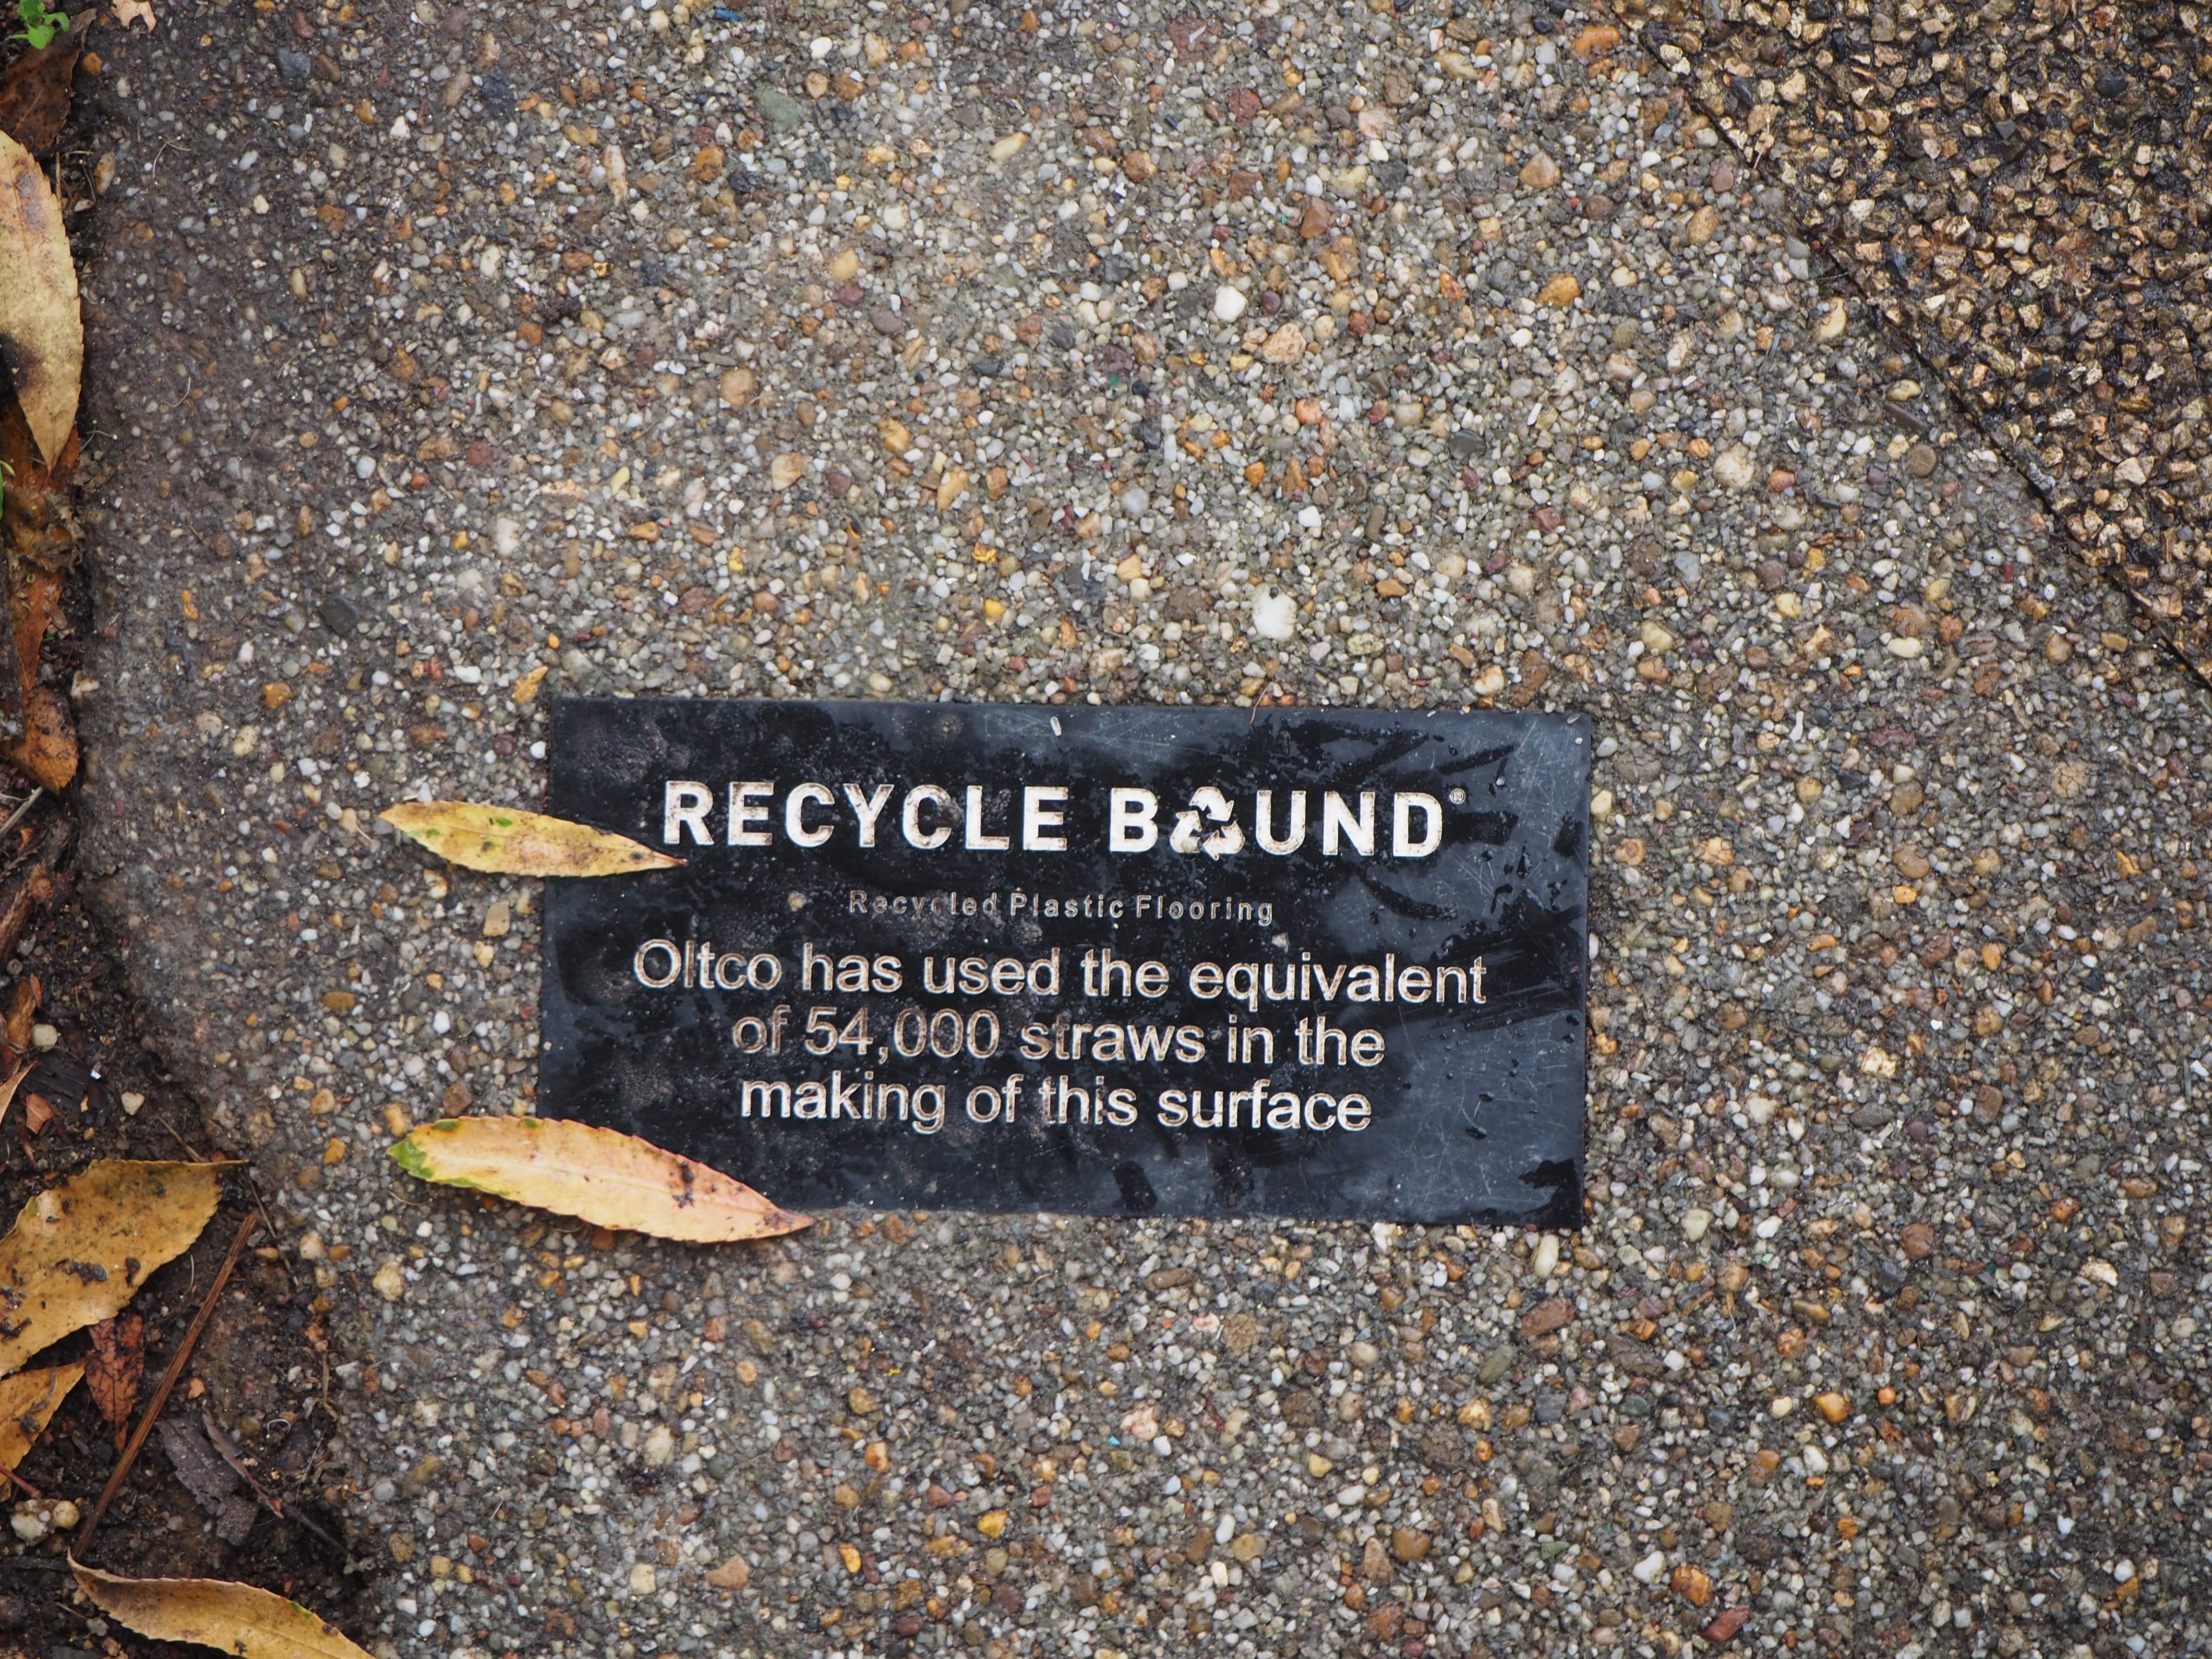 RECYCLE BOUND®
Recycled Plastic Flooring
Oltco has used the equivalent
of 54,000 straws in the
making of this surface